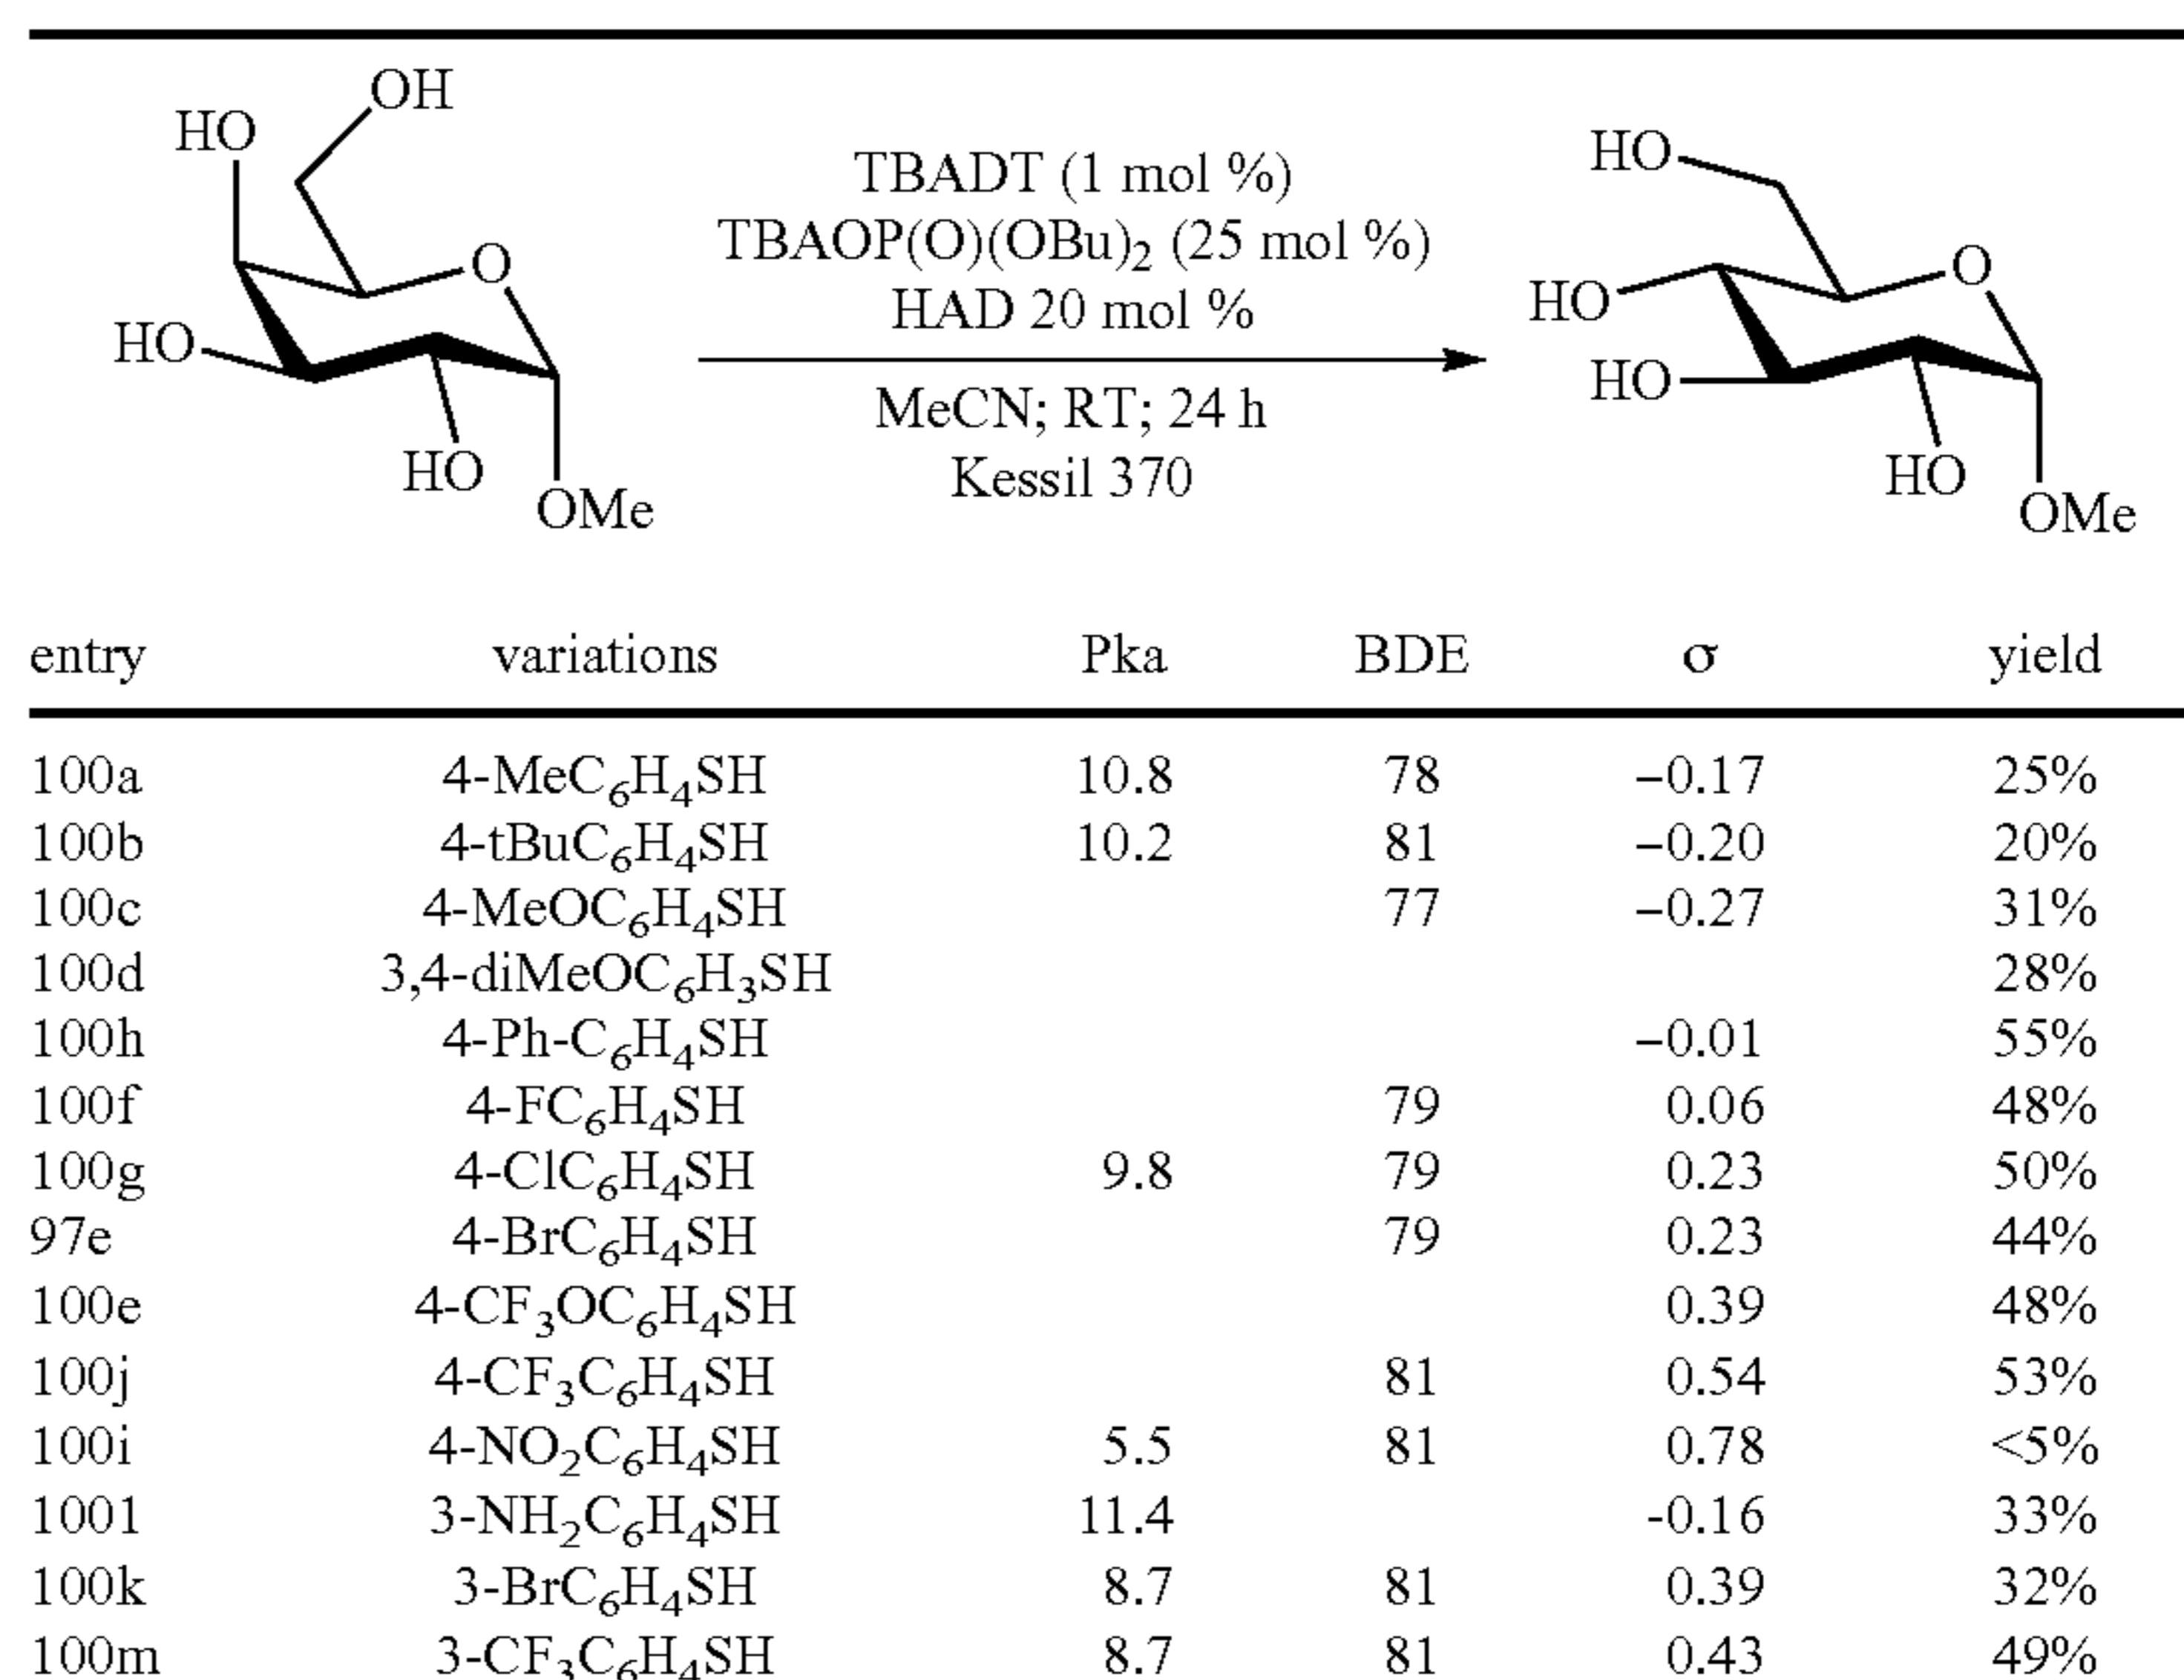 OH
HO
HO
O
HO
OMe
TBADT (1 mol %)
TBAOP(O)(OBu)₂ (25 mol %)
HAD 20 mol %
MeCN; RT; 24 h
Kessil 370
HO
HO
HO
O
HO
OMe
entry variations Pka BDE σ yield
100a 4-MeC₆H₄SH 10.8 78 −0.17 25%
100b 4-tBuC₆H₄SH 10.2 81 −0.20 20%
100c 4-MeOC₆H₄SH 77 −0.27 31%
100d 3,4-diMeOC₆H₃SH 28%
100h 4-Ph-C₆H₄SH −0.01 55%
100f 4-FC₆H₄SH 79 0.06 48%
100g 4-ClC₆H₄SH 9.8 79 0.23 50%
97e 4-BrC₆H₄SH 79 0.23 44%
100e 4-CF₃OC₆H₄SH 0.39 48%
100j 4-CF₃C₆H₄SH 81 0.54 53%
100i 4-NO₂C₆H₄SH 5.5 81 0.78 <5%
1001 3-NH₂C₆H₄SH 11.4 -0.16 33%
100k 3-BrC₆H₄SH 8.7 81 0.39 32%
100m 3-CF₃C₆H₄SH 8.7 81 0.43 49%